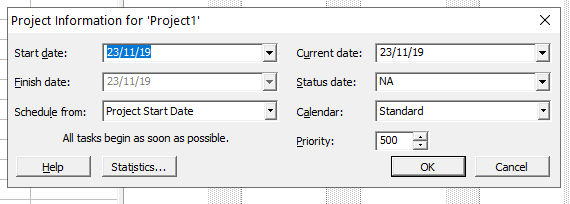 Project Information for 'Project1'
Start date: 23/11/19 Current date: 23/11/19
Finish date: 23/11/19 Status date: NA
Schedule from: Project Start Date Calendar: Standard
All tasks begin as soon as possible. Priority: 500
Help Statistics... OK Cancel